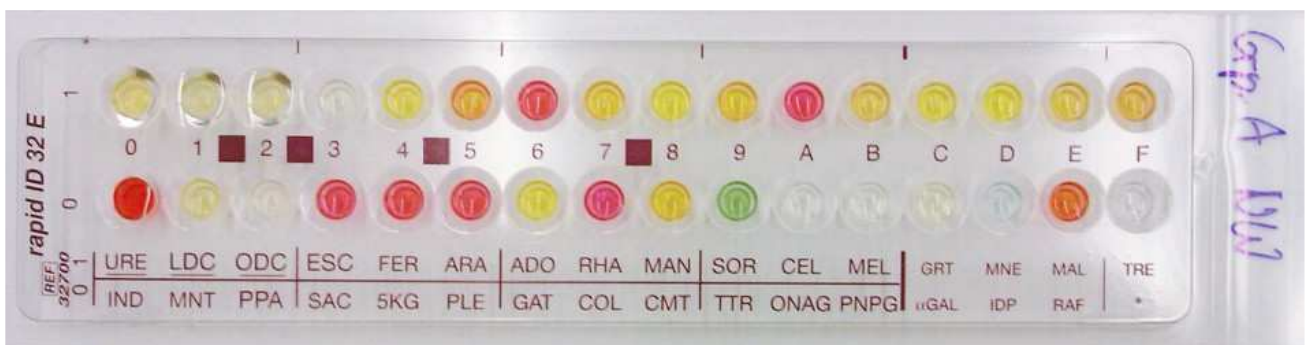 rapid ID 32 E
REF 32700
1
0 1 2 3 4 5 6 7 8 9 A B C D E F
0
1 URE LDC ODC ESC FER ARA ADO RHA MAN SOR CEL MEL GRT MNE MAL TRE
0 IND MNT PPA SAC 5KG PLE GAT COL CMT TTR ONAG PNPG αGAL IDP RAF *
Grp. A